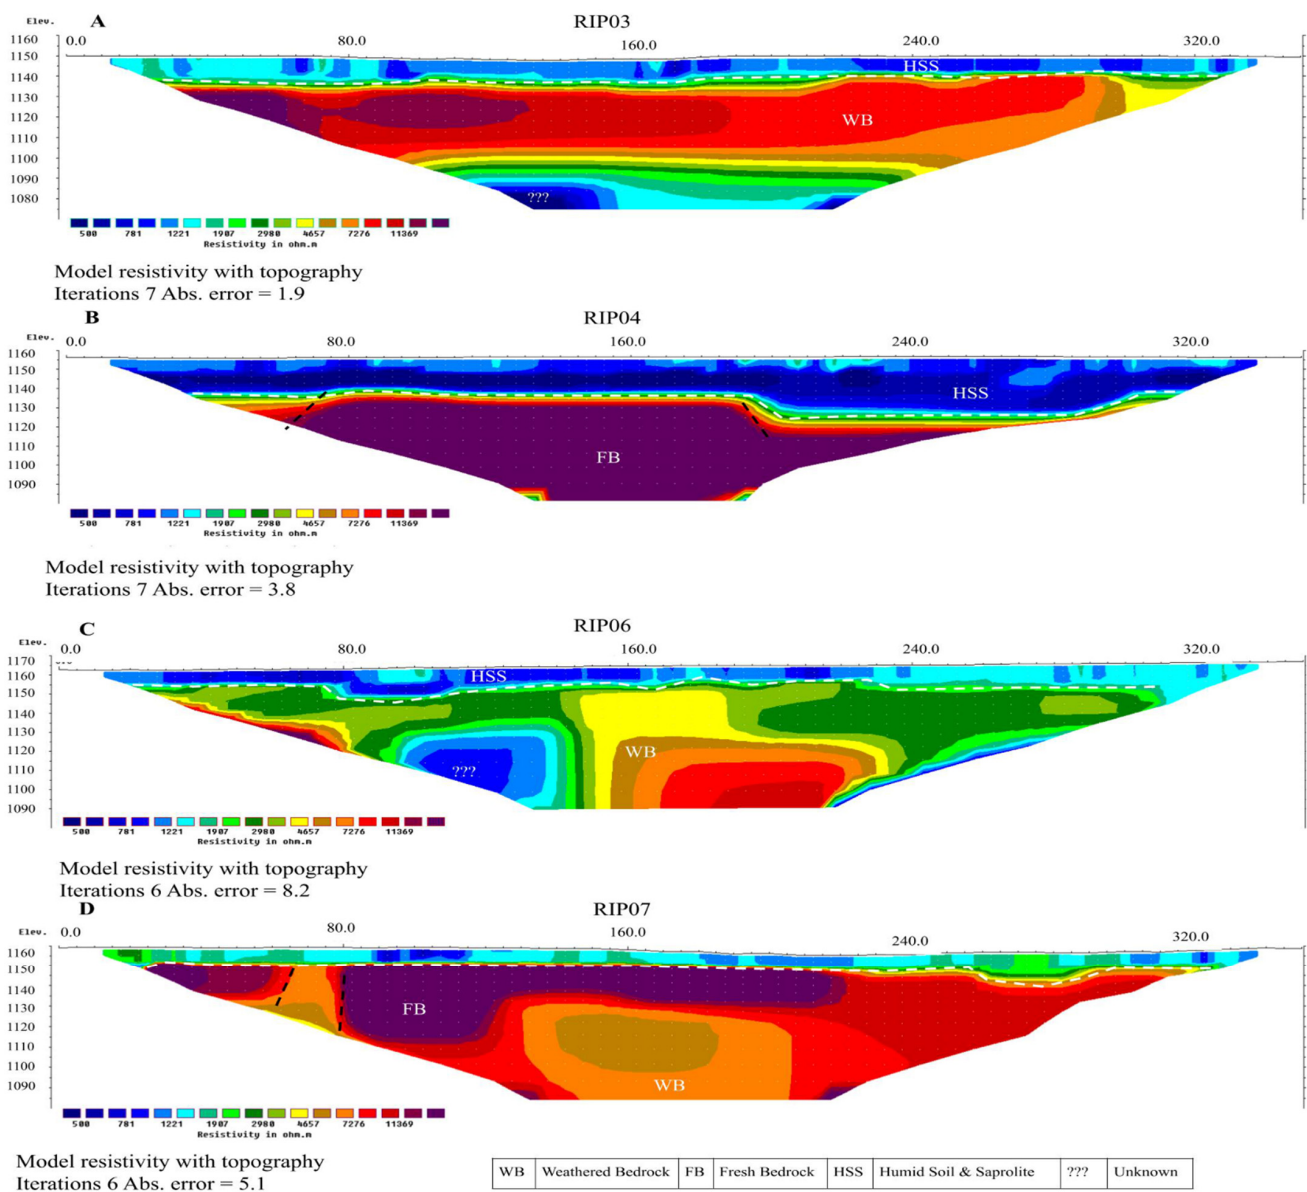 A RIP03
Elev.
0.0 80.0 160.0 240.0 320.0
1160
1150
1140
1130
1120
1110
1100
1090
1080
HSS
WB
???
500 781 1221 1907 2980 4657 7276 11369
Resistivity in ohm.m
Model resistivity with topography
Iterations 7 Abs. error = 1.9
B RIP04
Elev.
0.0 80.0 160.0 240.0 320.0
1160
1150
1140
1130
1120
1110
1100
1090
HSS
FB
500 781 1221 1907 2980 4657 7276 11369
Resistivity in ohm.m
Model resistivity with topography
Iterations 7 Abs. error = 3.8
C RIP06
Elev.
0.0 80.0 160.0 240.0 320.0
1170
1160
1150
1140
1130
1120
1110
1100
1090
HSS
WB
???
500 781 1221 1907 2980 4657 7276 11369
Resistivity in ohm.m
Model resistivity with topography
Iterations 6 Abs. error = 8.2
D RIP07
Elev.
0.0 80.0 160.0 240.0 320.0
1160
1150
1140
1130
1120
1110
1100
1090
FB
WB
500 781 1221 1907 2980 4657 7276 11369
Resistivity in ohm.m
Model resistivity with topography
Iterations 6 Abs. error = 5.1
WB Weathered Bedrock FB Fresh Bedrock HSS Humid Soil & Saprolite ??? Unknown